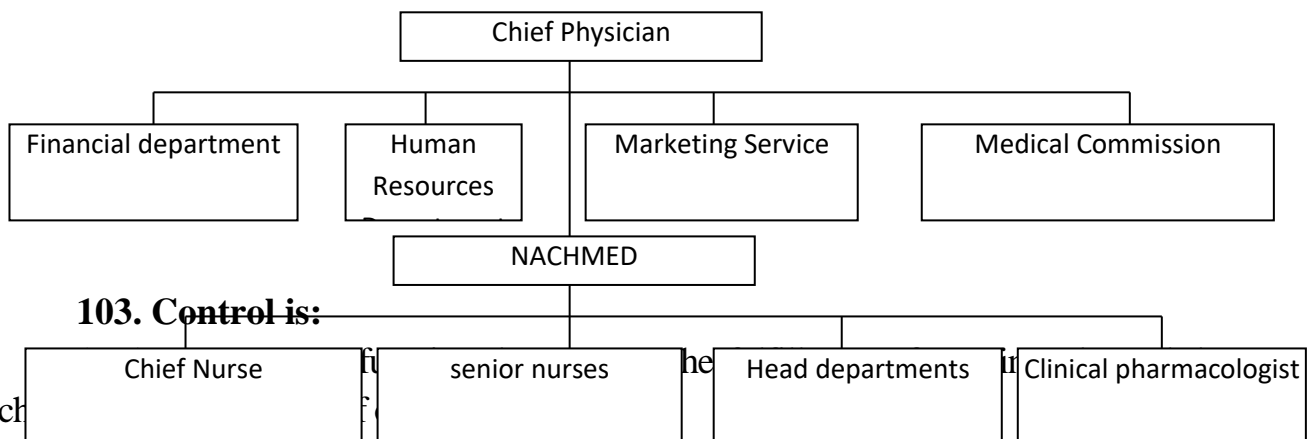 Chief Physician
Financial department
Human
Resources
Marketing Service
Medical Commission
NACHMED
103. Control is:
Chief Nurse
senior nurses
Head departments
Clinical pharmacologist